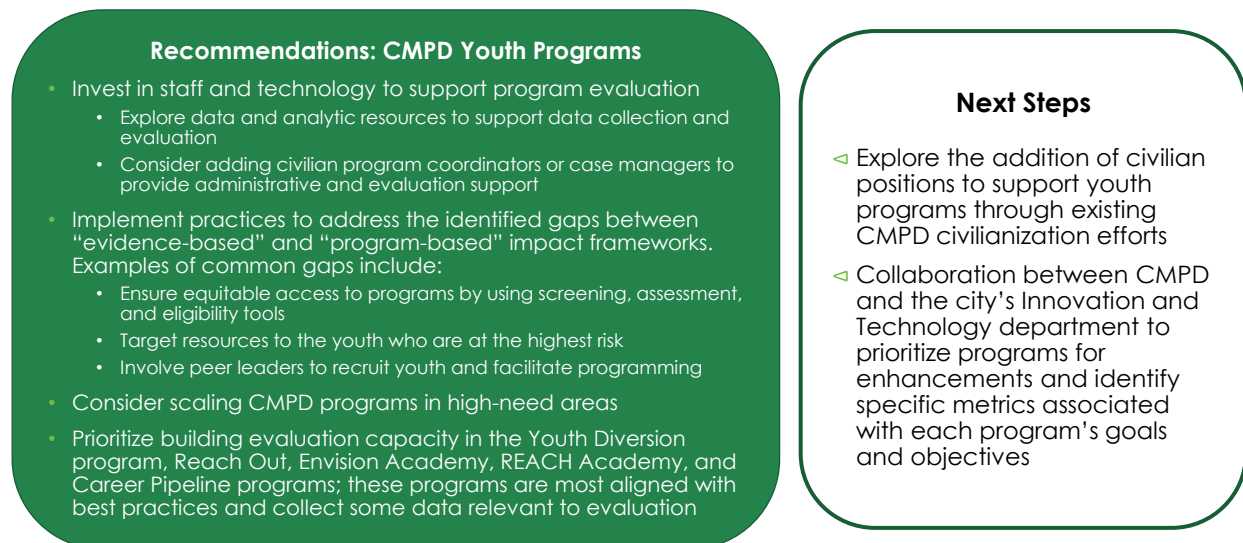 Recommendations: CMPD Youth Programs
• Invest in staff and technology to support program evaluation
• Explore data and analytic resources to support data collection and
evaluation
• Consider adding civilian program coordinators or case managers to
provide administrative and evaluation support
• Implement practices to address the identified gaps between
“evidence-based” and “program-based” impact frameworks.
Examples of common gaps include:
• Ensure equitable access to programs by using screening, assessment,
and eligibility tools
• Target resources to the youth who are at the highest risk
• Involve peer leaders to recruit youth and facilitate programming
• Consider scaling CMPD programs in high-need areas
• Prioritize building evaluation capacity in the Youth Diversion
program, Reach Out, Envision Academy, REACH Academy, and
Career Pipeline programs; these programs are most aligned with
best practices and collect some data relevant to evaluation
Next Steps
Explore the addition of civilian
positions to support youth
programs through existing
CMPD civilianization efforts
Collaboration between CMPD
and the city’s Innovation and
Technology department to
prioritize programs for
enhancements and identify
specific metrics associated
with each program’s goals
and objectives